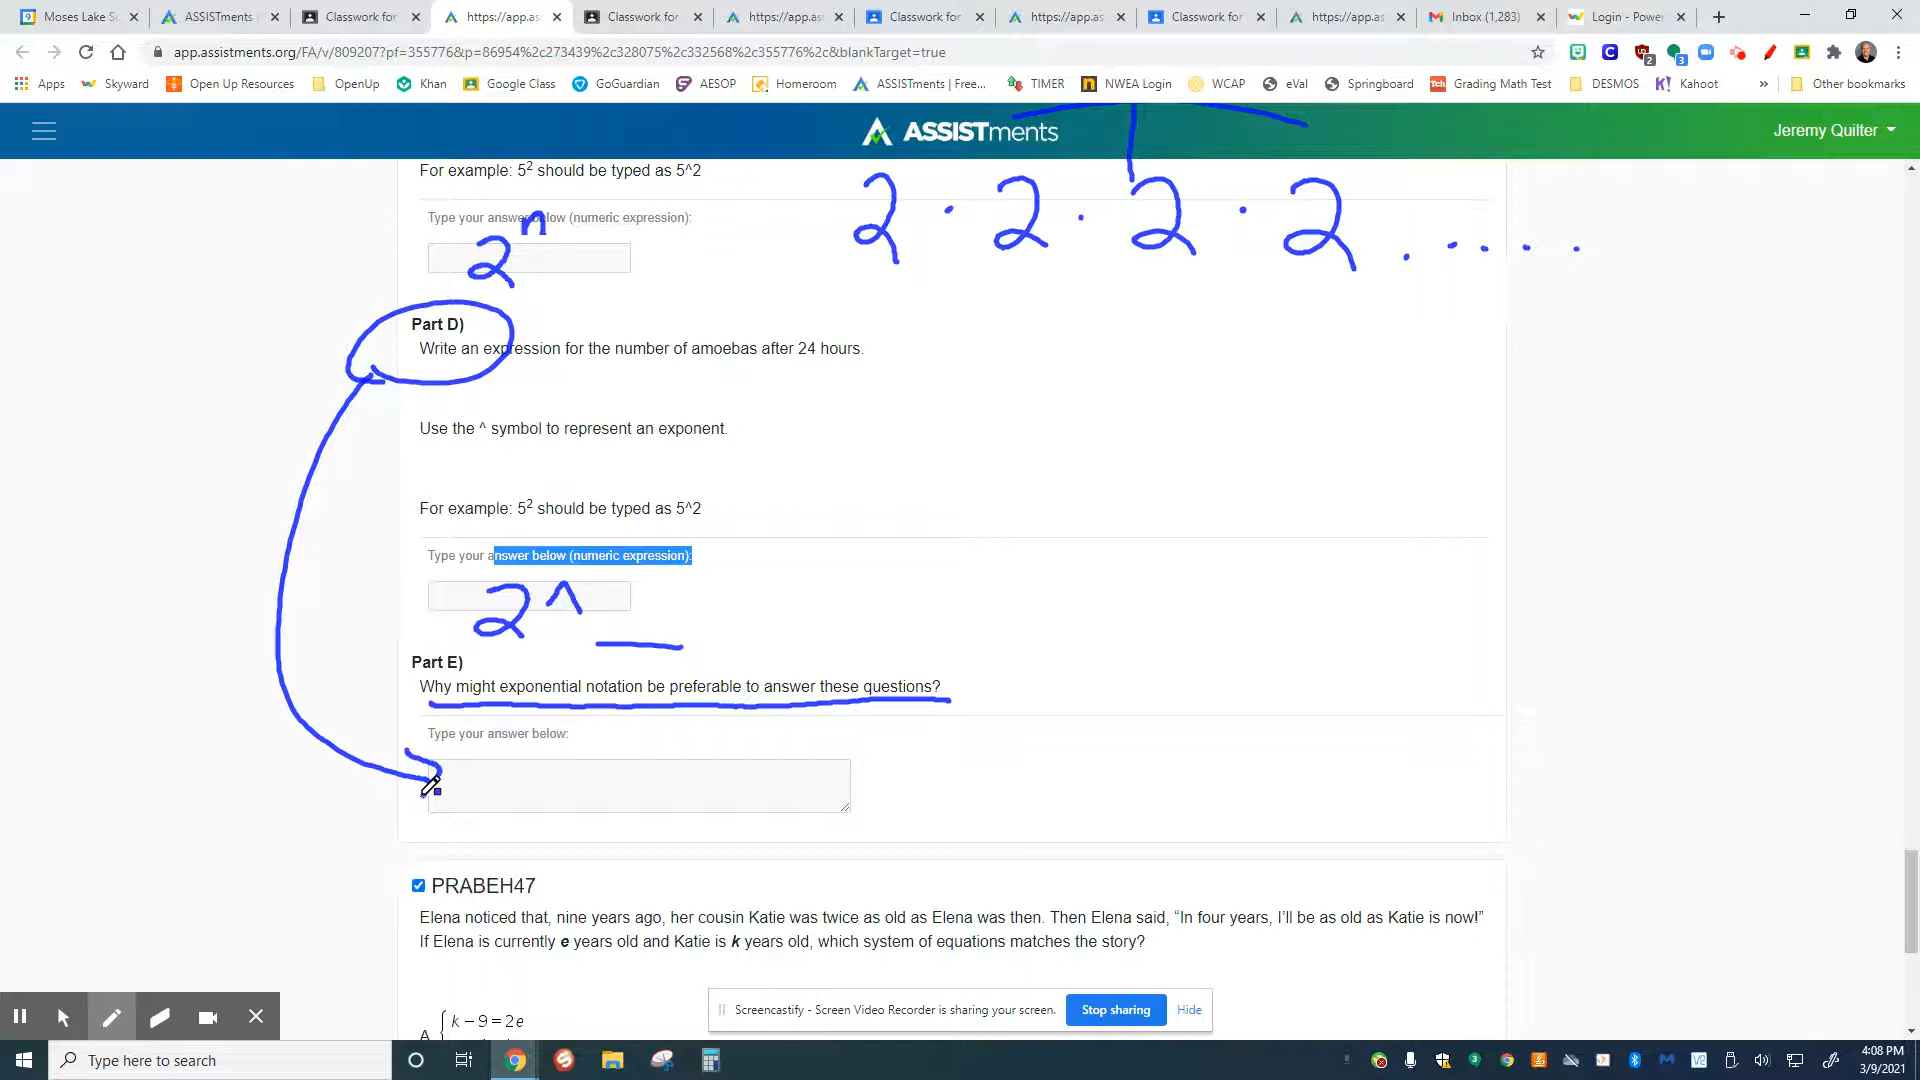 Moses Lake S
ASSISTments
Classwork for
https://app.as
Classwork for
https://app.as
Classwork for
https://app.as
Classwork for
https://app.as
Inbox (1,283)
Login - Powe
app.assistments.org/FA/v/809207?pf=355776&p=86954%2c273439%2c328075%2c332568%2c355776%2c&blankTarget=true
Apps Skyward Open Up Resources OpenUp Khan Google Class GoGuardian AESOP Homeroom ASSISTments | Free... TIMER NWEA Login WCAP eVal Springboard Grading Math Test DESMOS Kahoot » Other bookmarks
ASSISTments
Jeremy Quilter
For example: 5² should be typed as 5^2
Type your answer below (numeric expression):
2ⁿ
2 · 2 · 2 · 2 . . . . .
Part D)
Write an expression for the number of amoebas after 24 hours.
Use the ^ symbol to represent an exponent.
For example: 5² should be typed as 5^2
Type your answer below (numeric expression):
2^ __
Part E)
Why might exponential notation be preferable to answer these questions?
Type your answer below:
PRABEH47
Elena noticed that, nine years ago, her cousin Katie was twice as old as Elena was then. Then Elena said, “In four years, I’ll be as old as Katie is now!”
If Elena is currently e years old and Katie is k years old, which system of equations matches the story?
k – 9 = 2e
A
Screencastify - Screen Video Recorder is sharing your screen.
Stop sharing
Hide
Type here to search
4:08 PM
3/9/2021